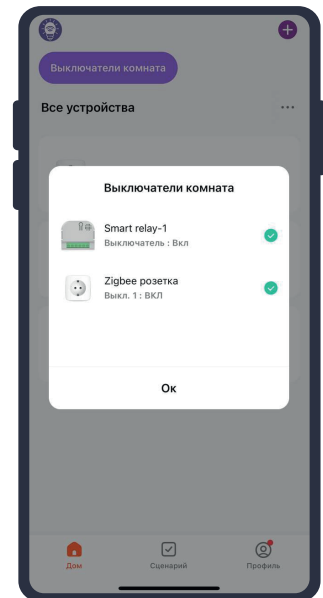 Выключатели комната
Все устройства
Выключатели комната
Smart relay-1
Выключатель : Вкл
Zigbee розетка
Выкл. 1 : ВКЛ
Ок
Дом
Сценарий
Профиль